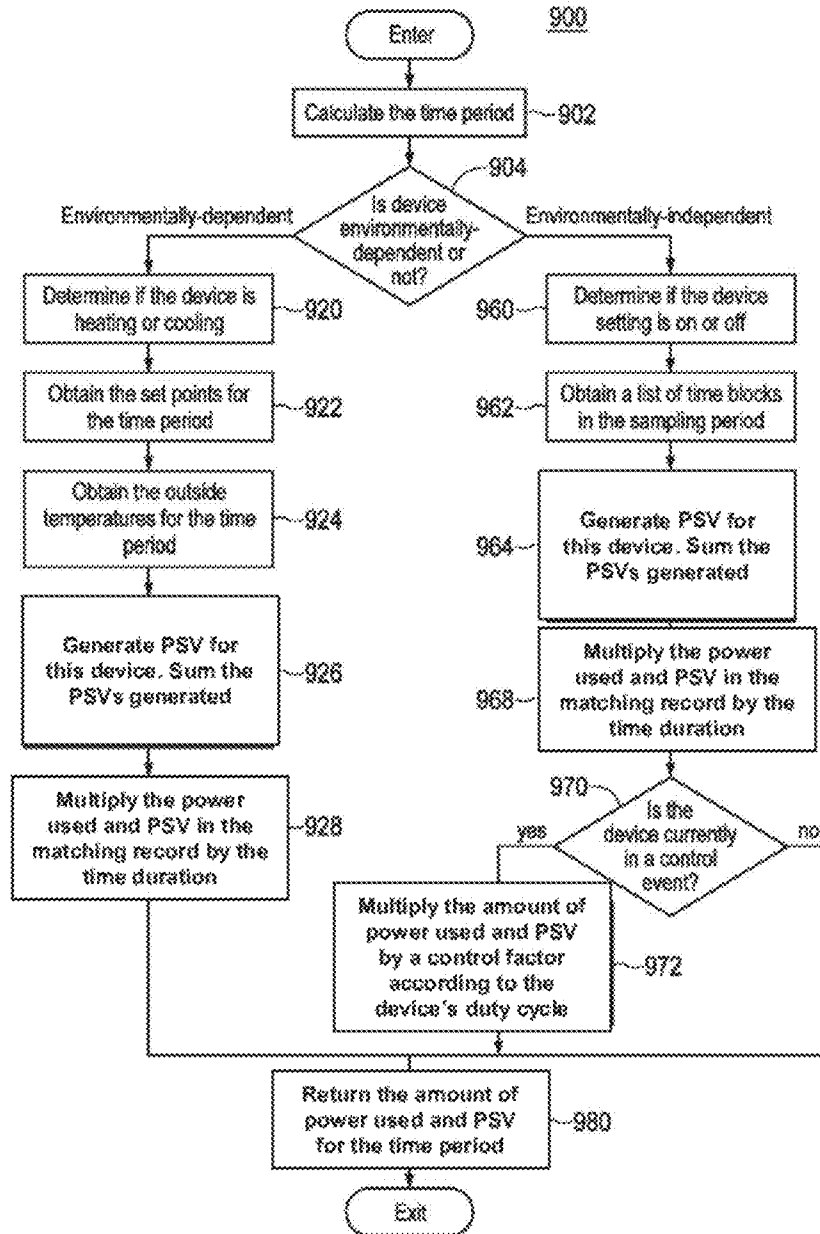 900
Enter
Calculate the time period
902
904
Is device
environmentally-
dependent or
not?
Environmentally-dependent
Environmentally-independent
Determine if the device is
heating or cooling
920
Obtain the set points for
the time period
922
Obtain the outside
temperatures for the time
period
924
Generate PSV for
this device. Sum the
PSVs generated
926
Multiply the power
used and PSV in the
matching record by the
time duration
928
960
Determine if the device
setting is on or off
962
Obtain a list of time blocks
in the sampling period
964
Generate PSV for
this device. Sum the
PSVs generated
968
Multiply the power
used and PSV in the
matching record by the
time duration
970
Is the
device currently
in a control
event?
yes
no
Multiply the amount of
power used and PSV
by a control factor
according to the
device's duty cycle
972
Return the amount of
power used and PSV
for the time period
980
Exit